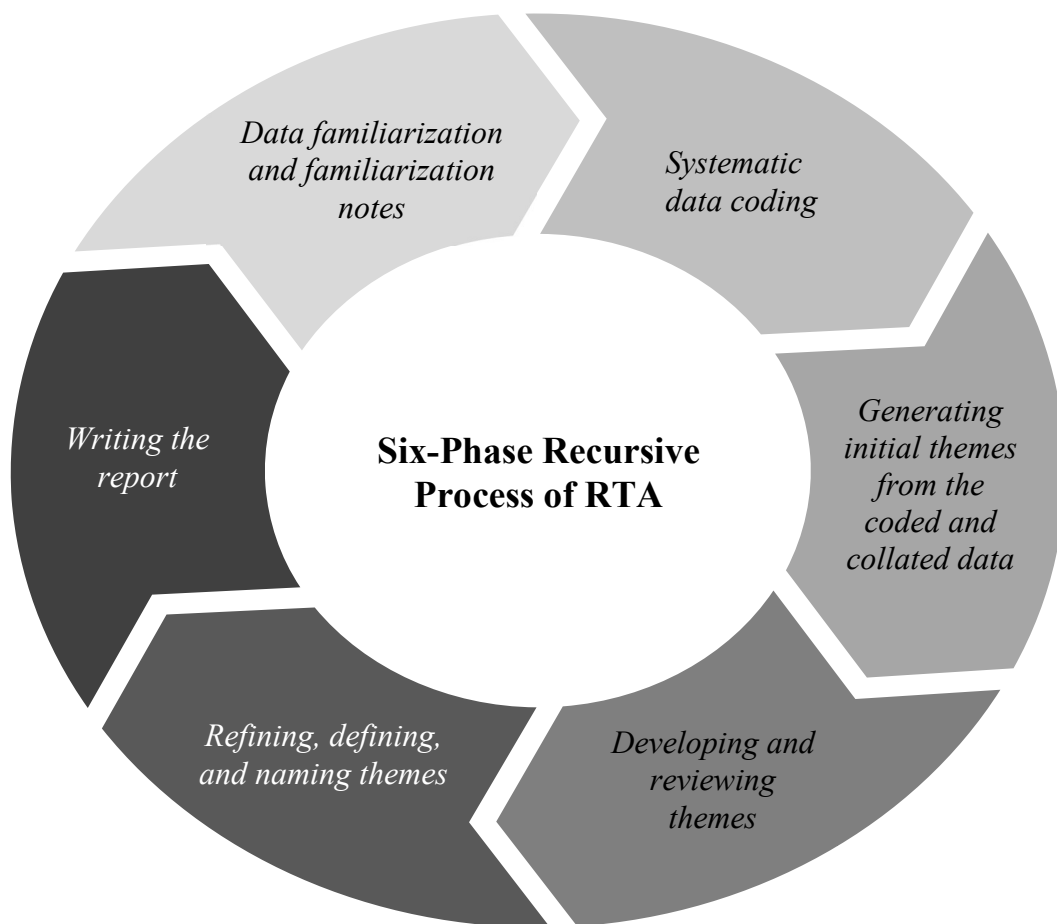 Data familiarization
and familiarization
notes
Systematic
data coding
Generating
initial themes
from the
coded and
collated data
Developing and
reviewing
themes
Refining, defining,
and naming themes
Writing the
report
Six-Phase Recursive
Process of RTA